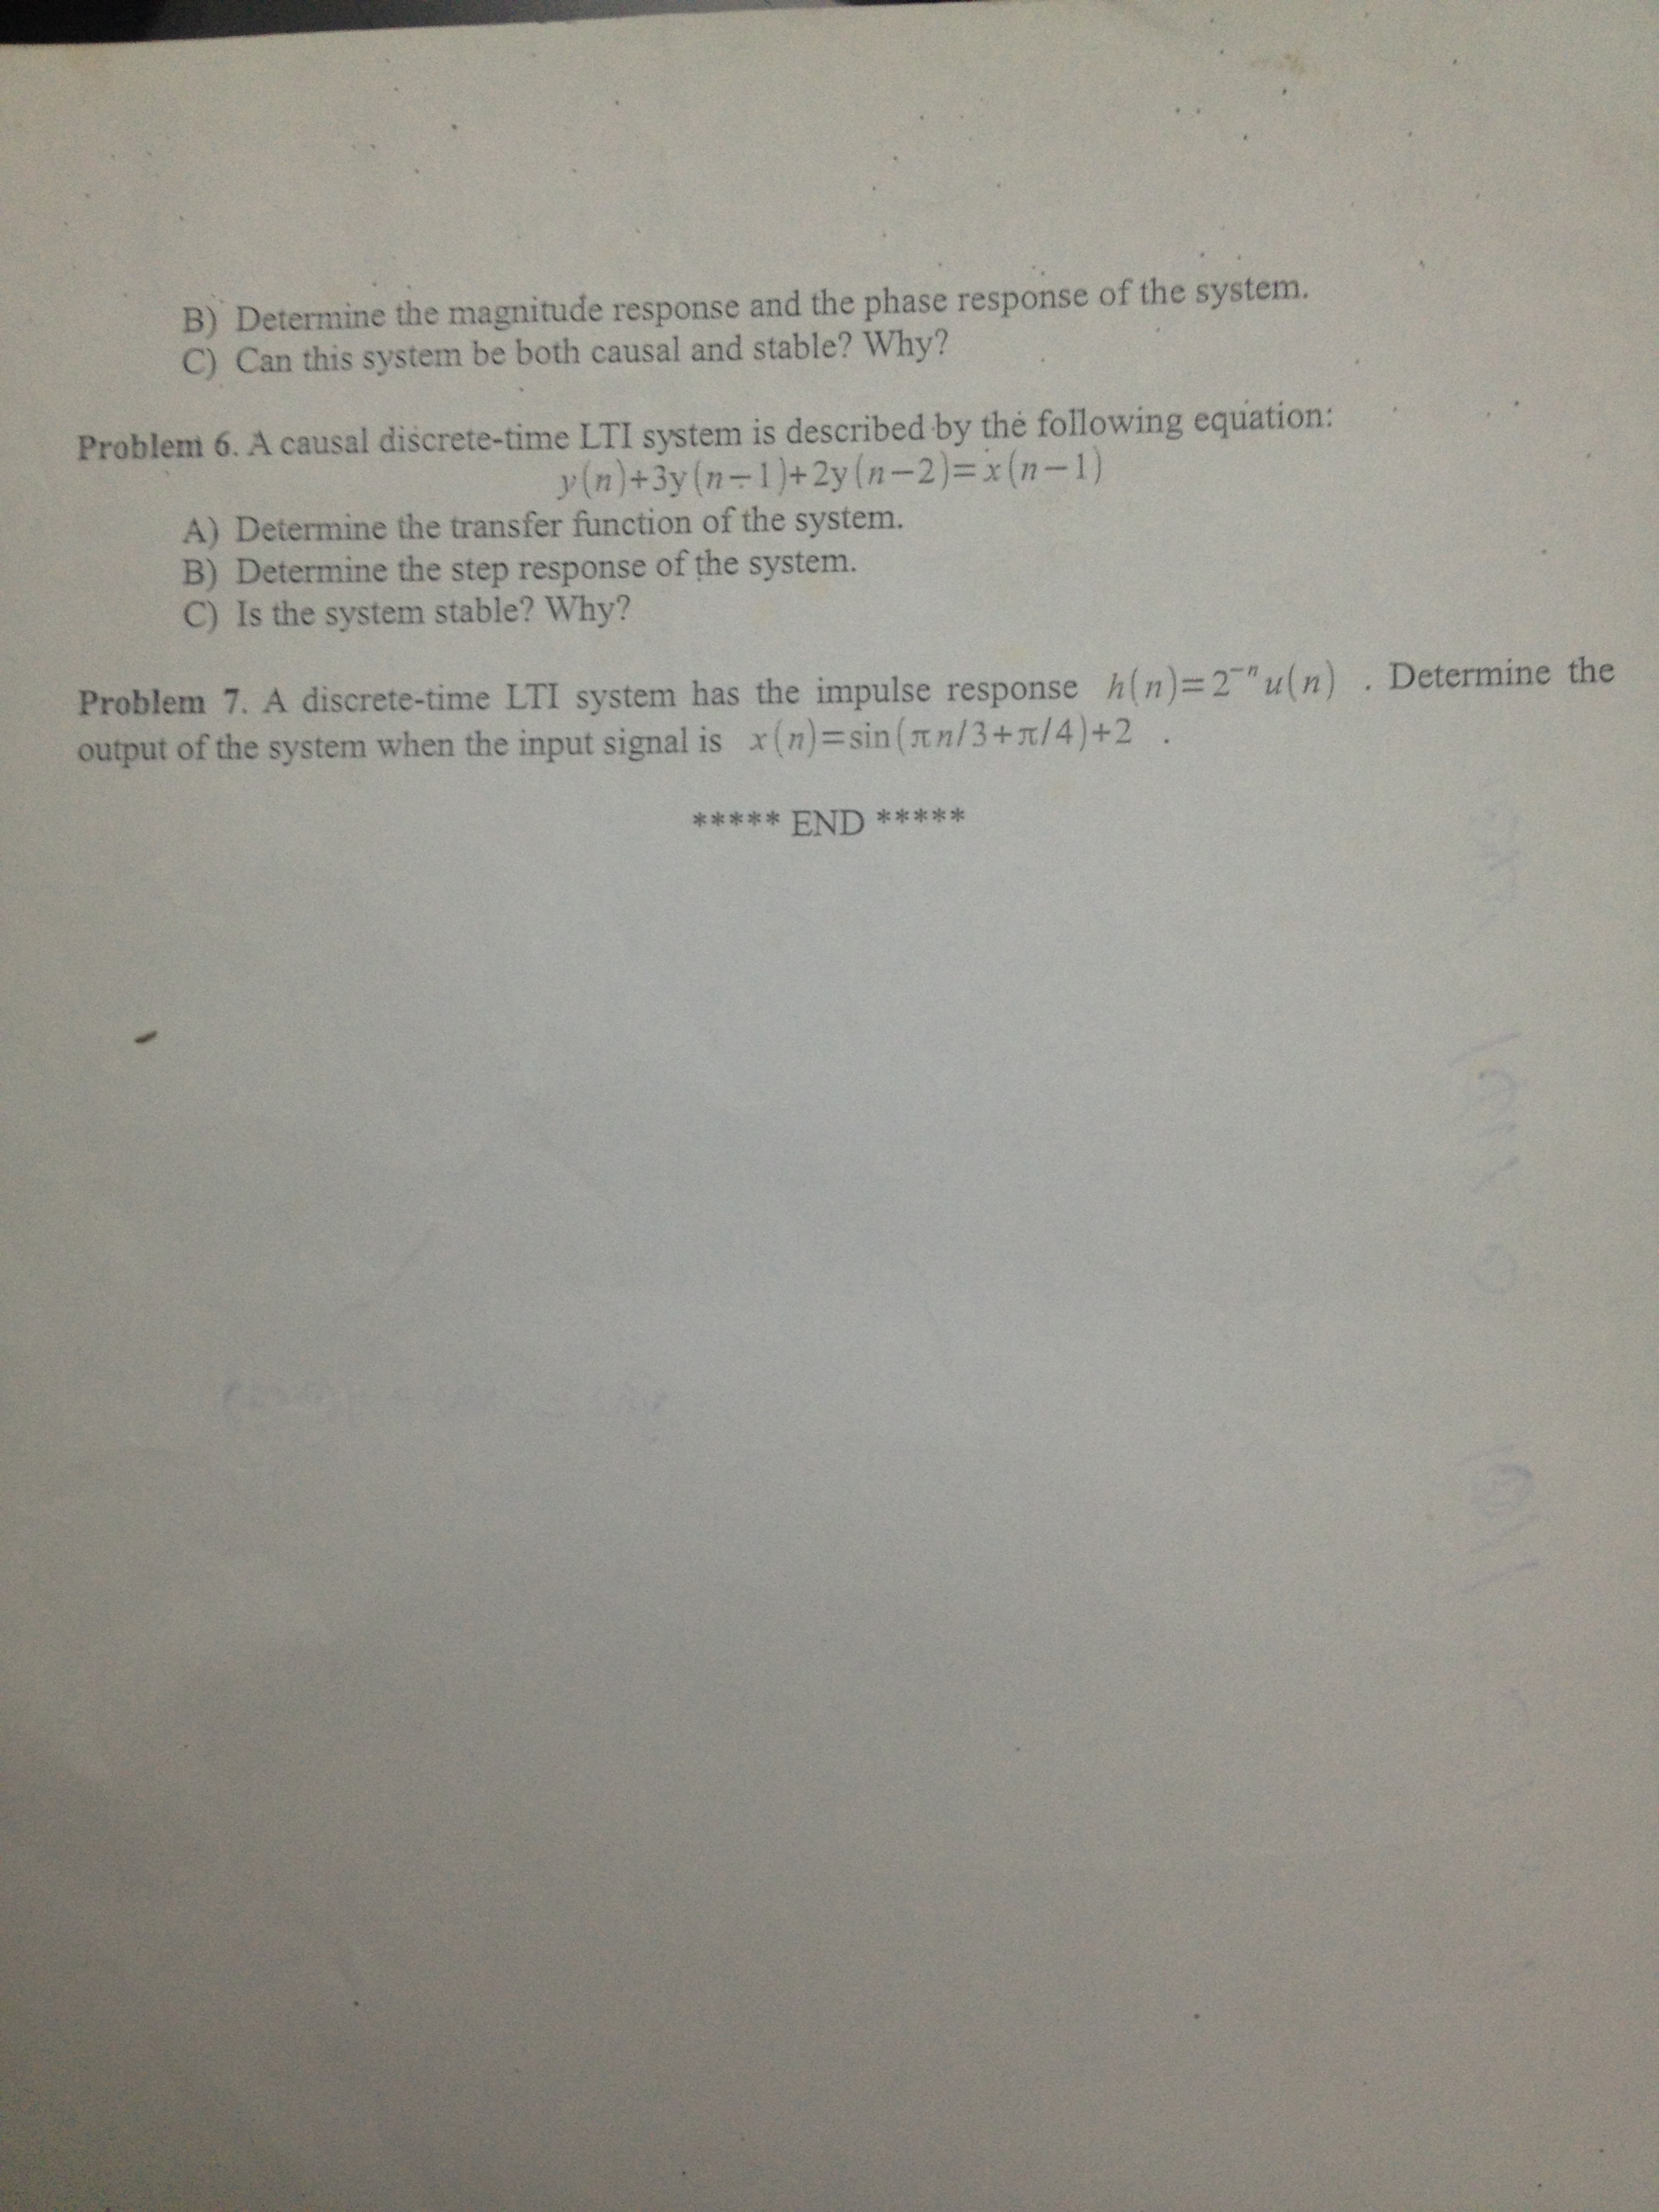 B) Determine the magnitude response and the phase response of the system.
C) Can this system be both causal and stable? Why?
Problem 6. A causal discrete-time LTI system is described by the following equation:
y(n)+3y(n−1)+2y(n−2)=x(n−1)
A) Determine the transfer function of the system.
B) Determine the step response of the system.
C) Is the system stable? Why?
Problem 7. A discrete-time LTI system has the impulse response h(n)=2⁻ⁿu(n) . Determine the
output of the system when the input signal is x(n)=sin(πn/3+π/4)+2 .
***** END *****